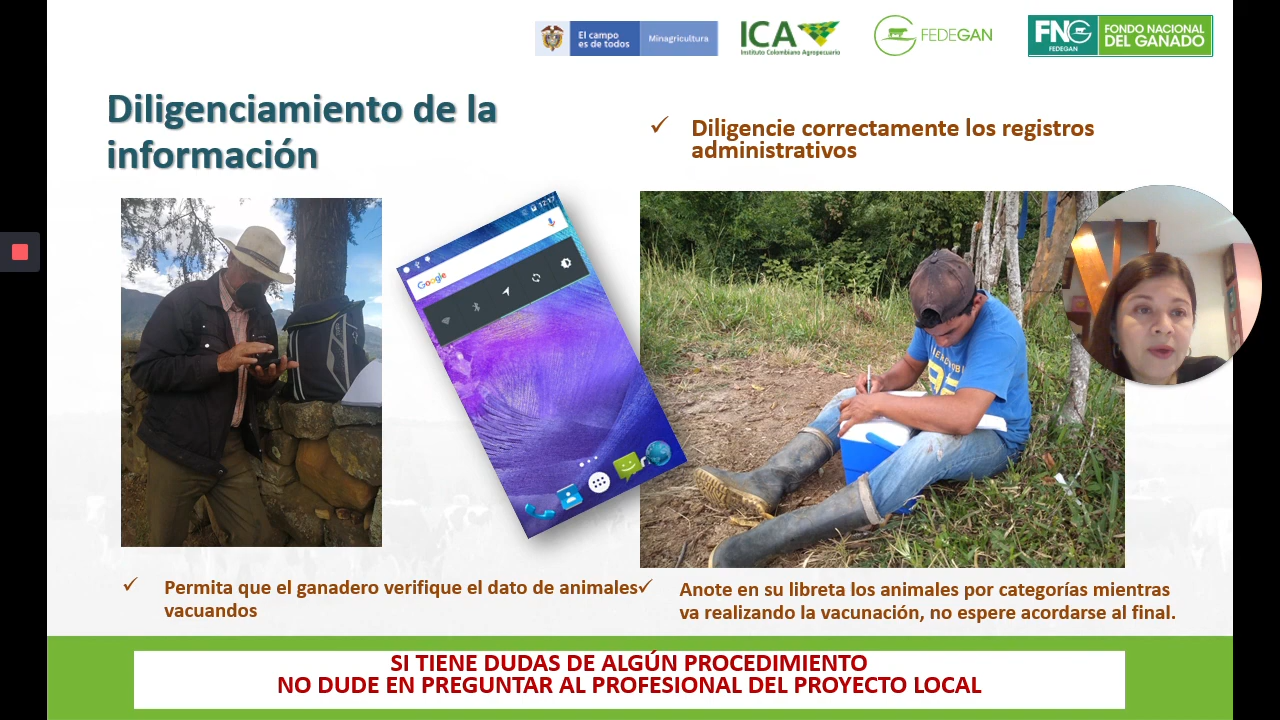 El campo
es de todos
Minagricultura
ICA
Instituto Colombiano Agropecuario
FEDEGAN
FNG
FEDEGAN
FONDO NACIONAL
DEL GANADO
Diligenciamiento de la
información
✓ Diligencie correctamente los registros
administrativos
12:17
Google
✓ Permita que el ganadero verifique el dato de animales
vacuandos
✓ Anote en su libreta los animales por categorías mientras
va realizando la vacunación, no espere acordarse al final.
SI TIENE DUDAS DE ALGÚN PROCEDIMIENTO
NO DUDE EN PREGUNTAR AL PROFESIONAL DEL PROYECTO LOCAL